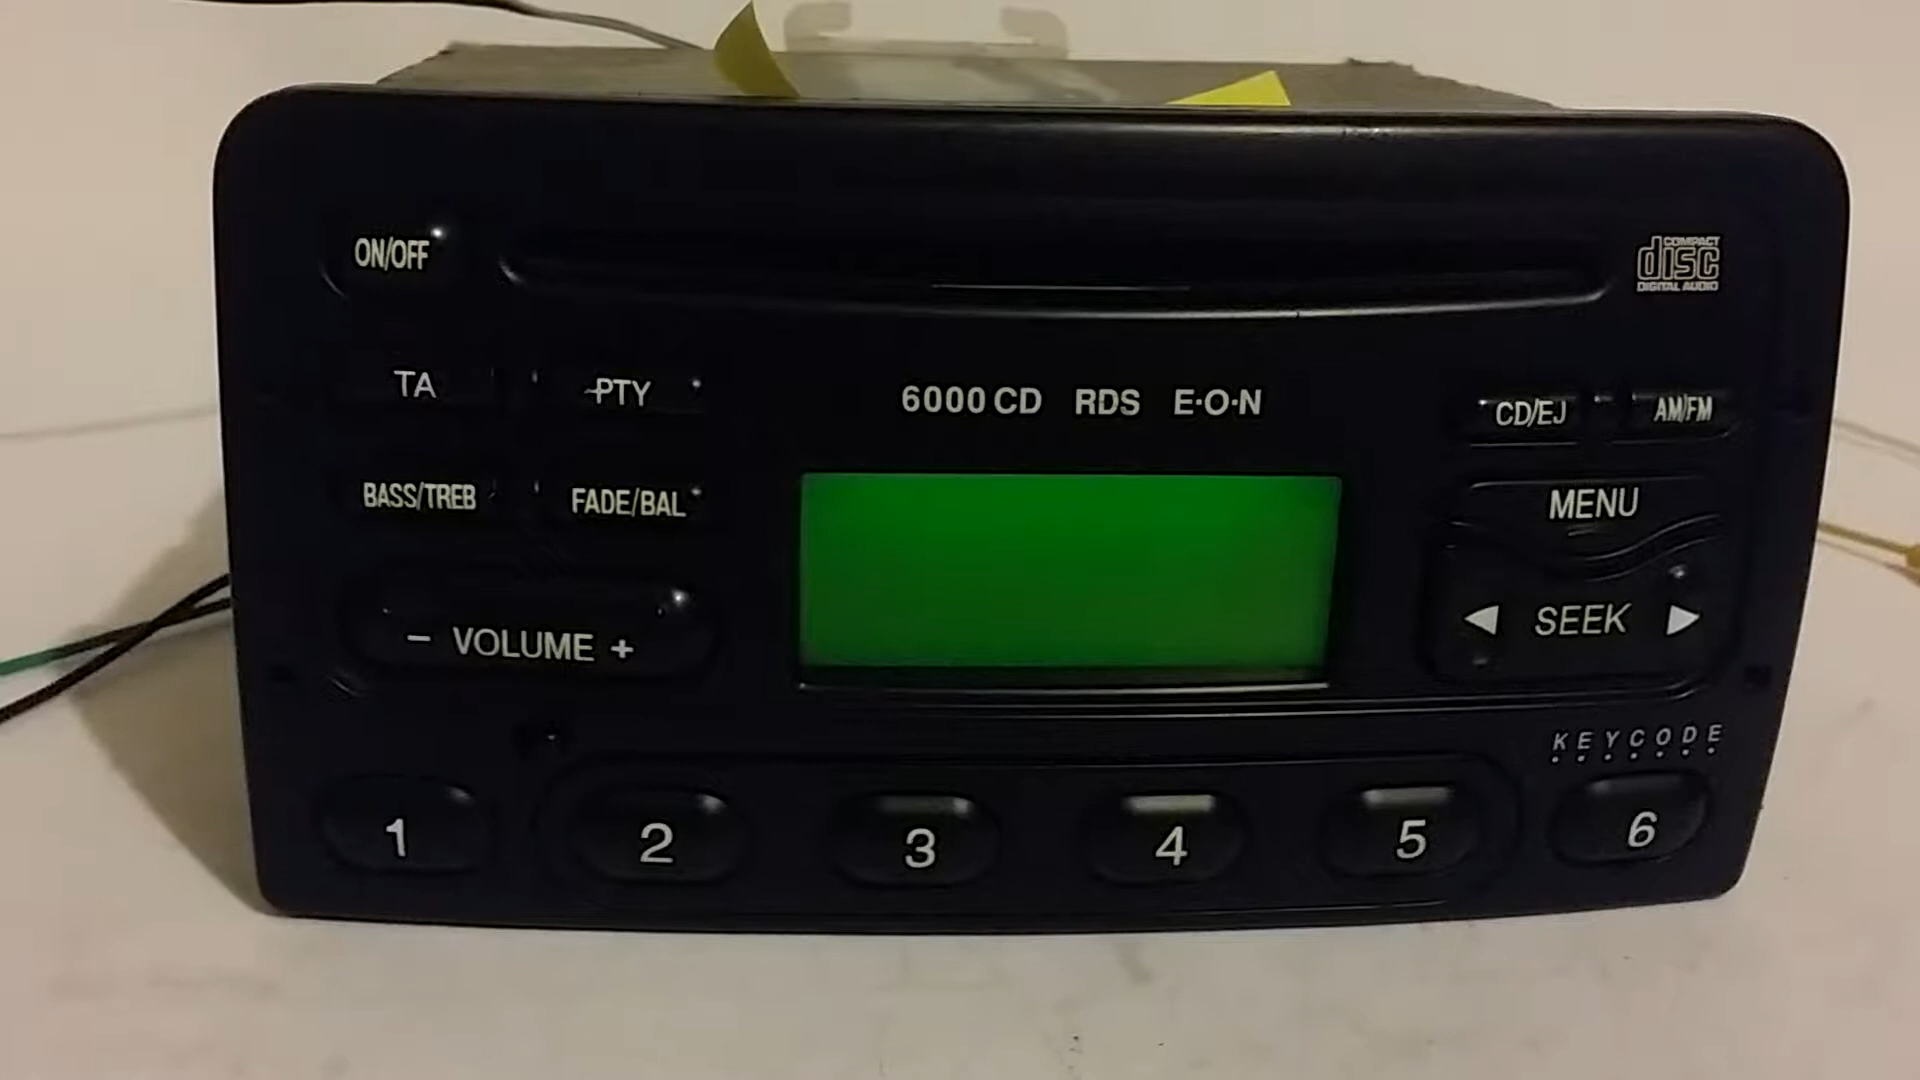 ON/OFF
COMPACT
disc
DIGITAL AUDIO
TA PTY
6000 CD RDS E·O·N
CD/EJ AM/FM
BASS/TREB FADE/BAL
MENU
◀ SEEK ▶
− VOLUME +
KEYCODE
1 2 3 4 5 6